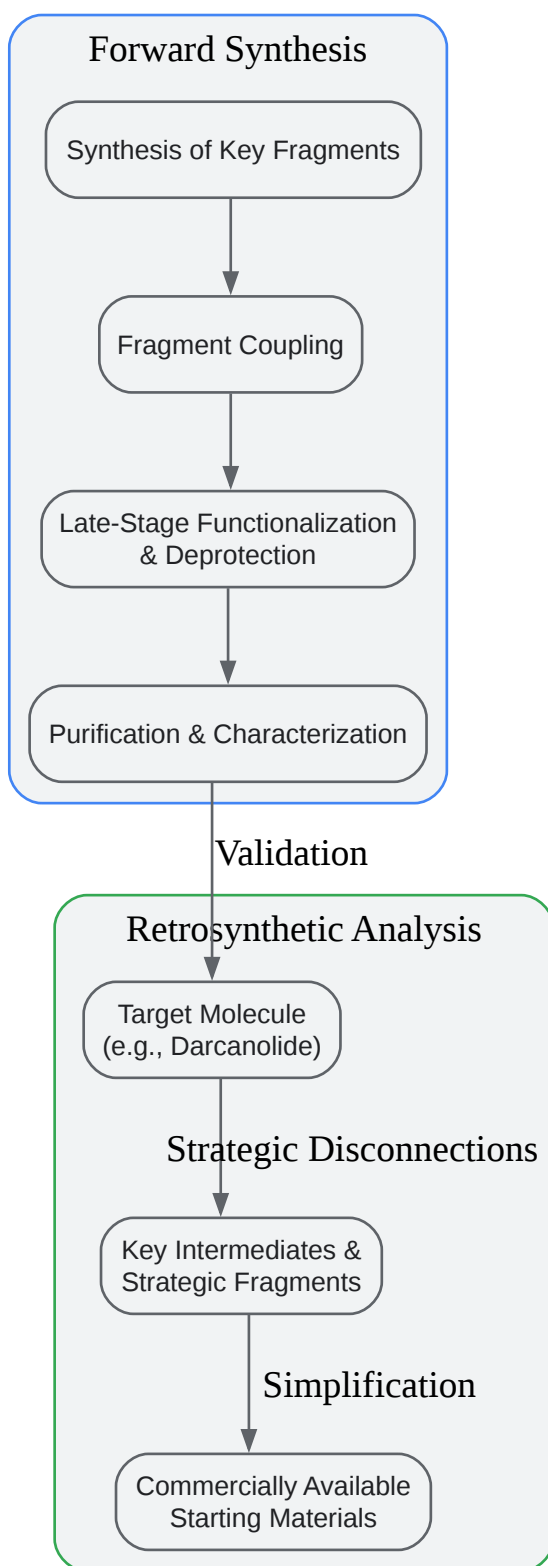 Forward Synthesis
Synthesis of Key Fragments
Fragment Coupling
Late-Stage Functionalization
& Deprotection
Purification & Characterization
Validation
Retrosynthetic Analysis
Target Molecule
(e.g., Darcanolide)
Strategic Disconnections
Key Intermediates &
Strategic Fragments
Simplification
Commercially Available
Starting Materials